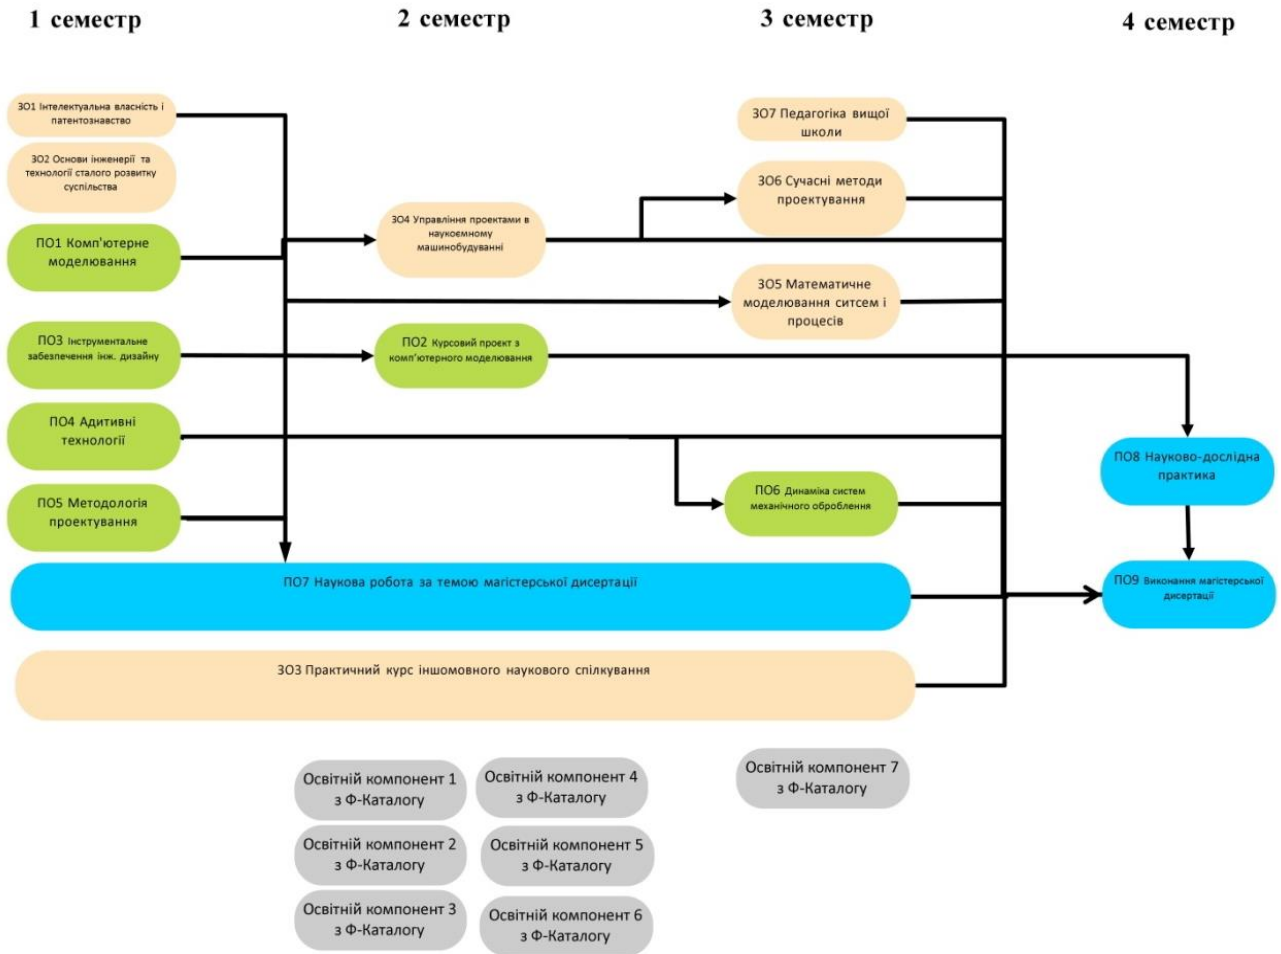 1 семестр
2 семестр
3 семестр
4 семестр
ЗО1 Інтелектуальна власність і
патентознавство
ЗО2 Основи інженерії та
технології сталого розвитку
суспільства
ПО1 Комп'ютерне
моделювання
ПО3 Інструментальне
забезпечення інж. дизайну
ПО4 Адитивні
технології
ПО5 Методологія
проектування
ЗО4 Управління проектами в
наукоємному
машинобудуванні
ПО2 Курсовий проект з
комп'ютерного моделювання
ЗО7 Педагогіка вищої
школи
ЗО6 Сучасні методи
проектування
ЗО5 Математичне
моделювання ситсем і
процесів
ПО6 Динаміка систем
механічного оброблення
ПО8 Науково-дослідна
практика
ПО9 Виконання магістерської
дисертації
ПО7 Наукова робота за темою магістерської дисертації
ЗО3 Практичний курс іншомовного наукового спілкування
Освітній компонент 1
з Ф-Каталогу
Освітній компонент 4
з Ф-Каталогу
Освітній компонент 7
з Ф-Каталогу
Освітній компонент 2
з Ф-Каталогу
Освітній компонент 5
з Ф-Каталогу
Освітній компонент 3
з Ф-Каталогу
Освітній компонент 6
з Ф-Каталогу